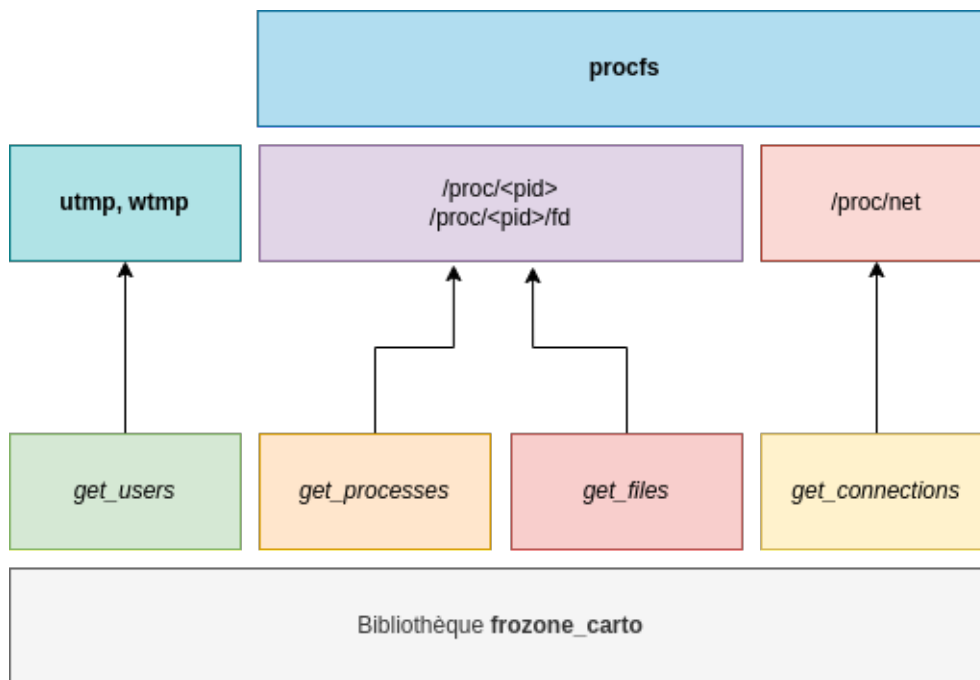 procfs
utmp, wtmp
/proc/<pid>
/proc/<pid>/fd
/proc/net
get_users
get_processes
get_files
get_connections
Bibliothèque frozone_carto